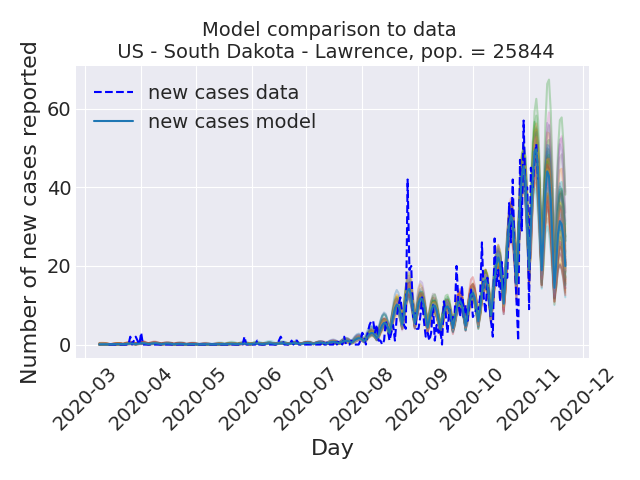 Model comparison to data
US - South Dakota - Lawrence, pop. = 25844
Number of new cases reported
60
40
20
0
new cases data
new cases model
2020-03
2020-04
2020-05
2020-06
2020-07
2020-08
2020-09
2020-10
2020-11
2020-12
Day